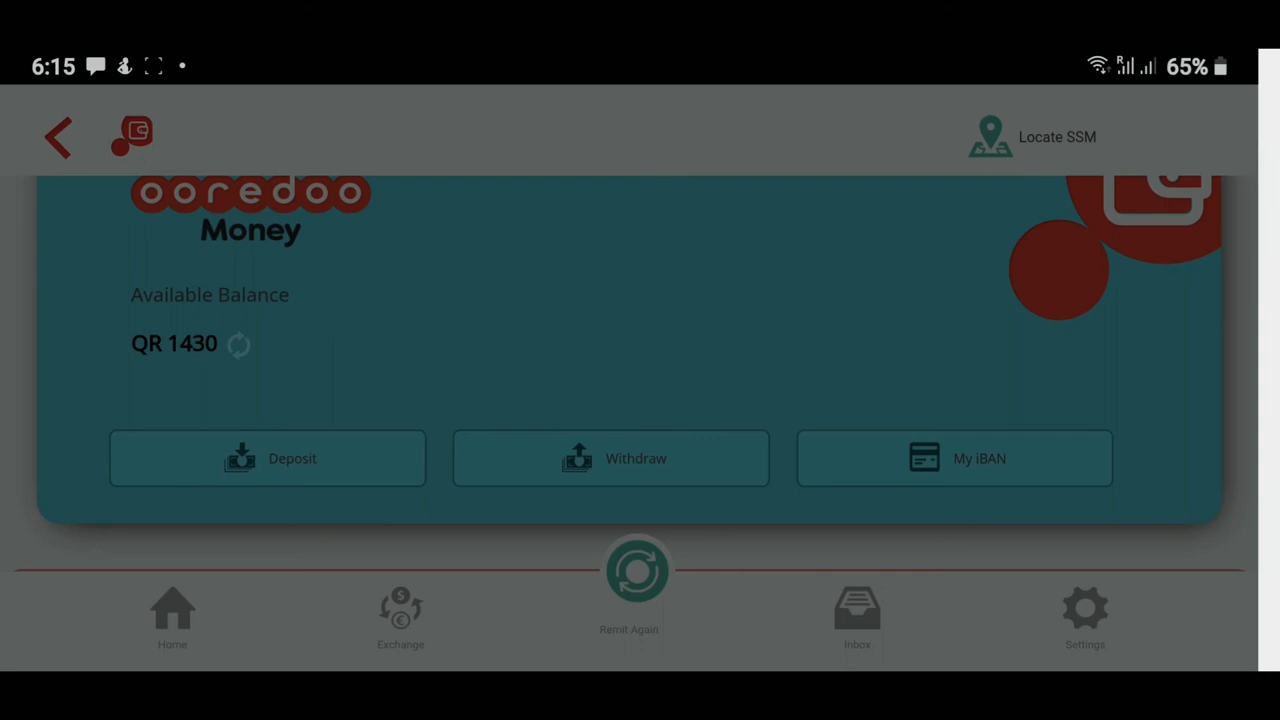 6:15
R
65%
Locate SSM
ooredoo
Money
Available Balance
QR 1430
Deposit
Withdraw
My iBAN
Home
Exchange
Remit Again
Inbox
Settings